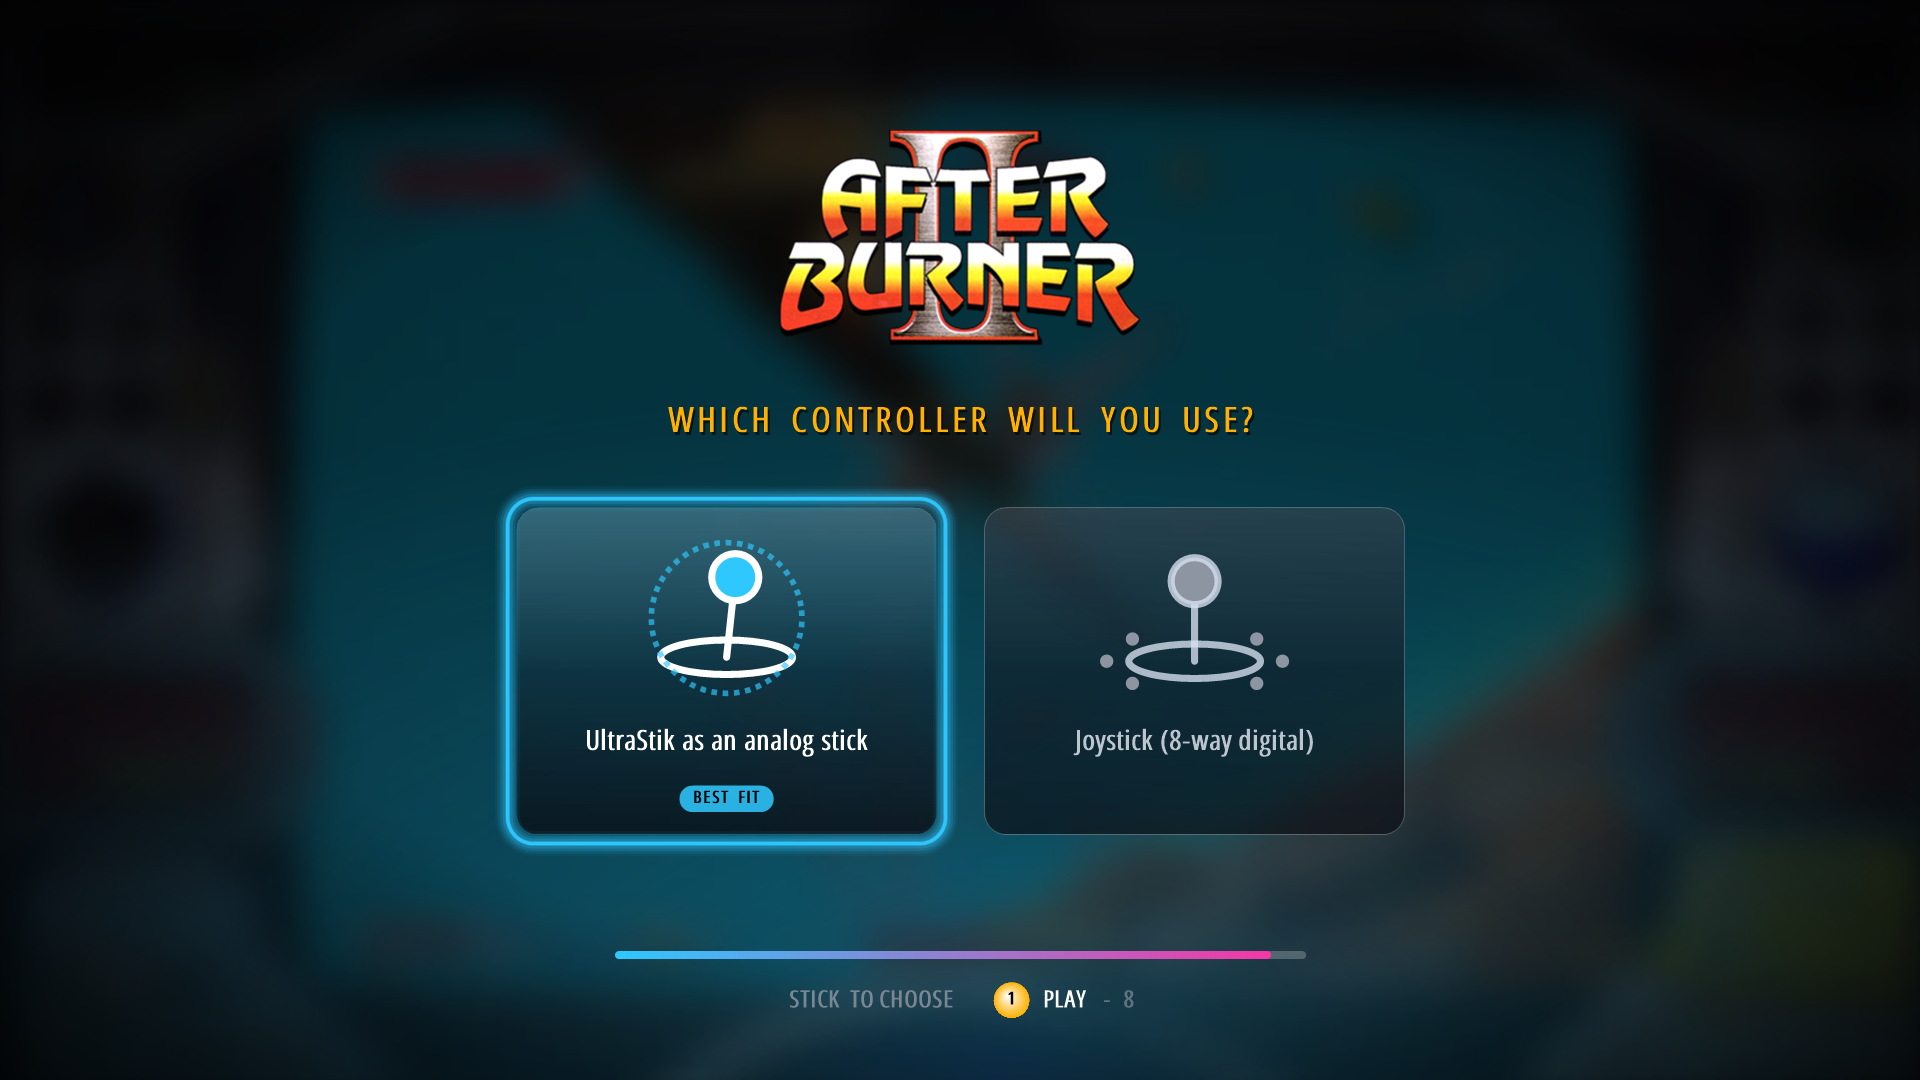 AFTER
BURNER
II
WHICH CONTROLLER WILL YOU USE?
UltraStik as an analog stick
BEST FIT
Joystick (8-way digital)
STICK TO CHOOSE 1 PLAY - 8